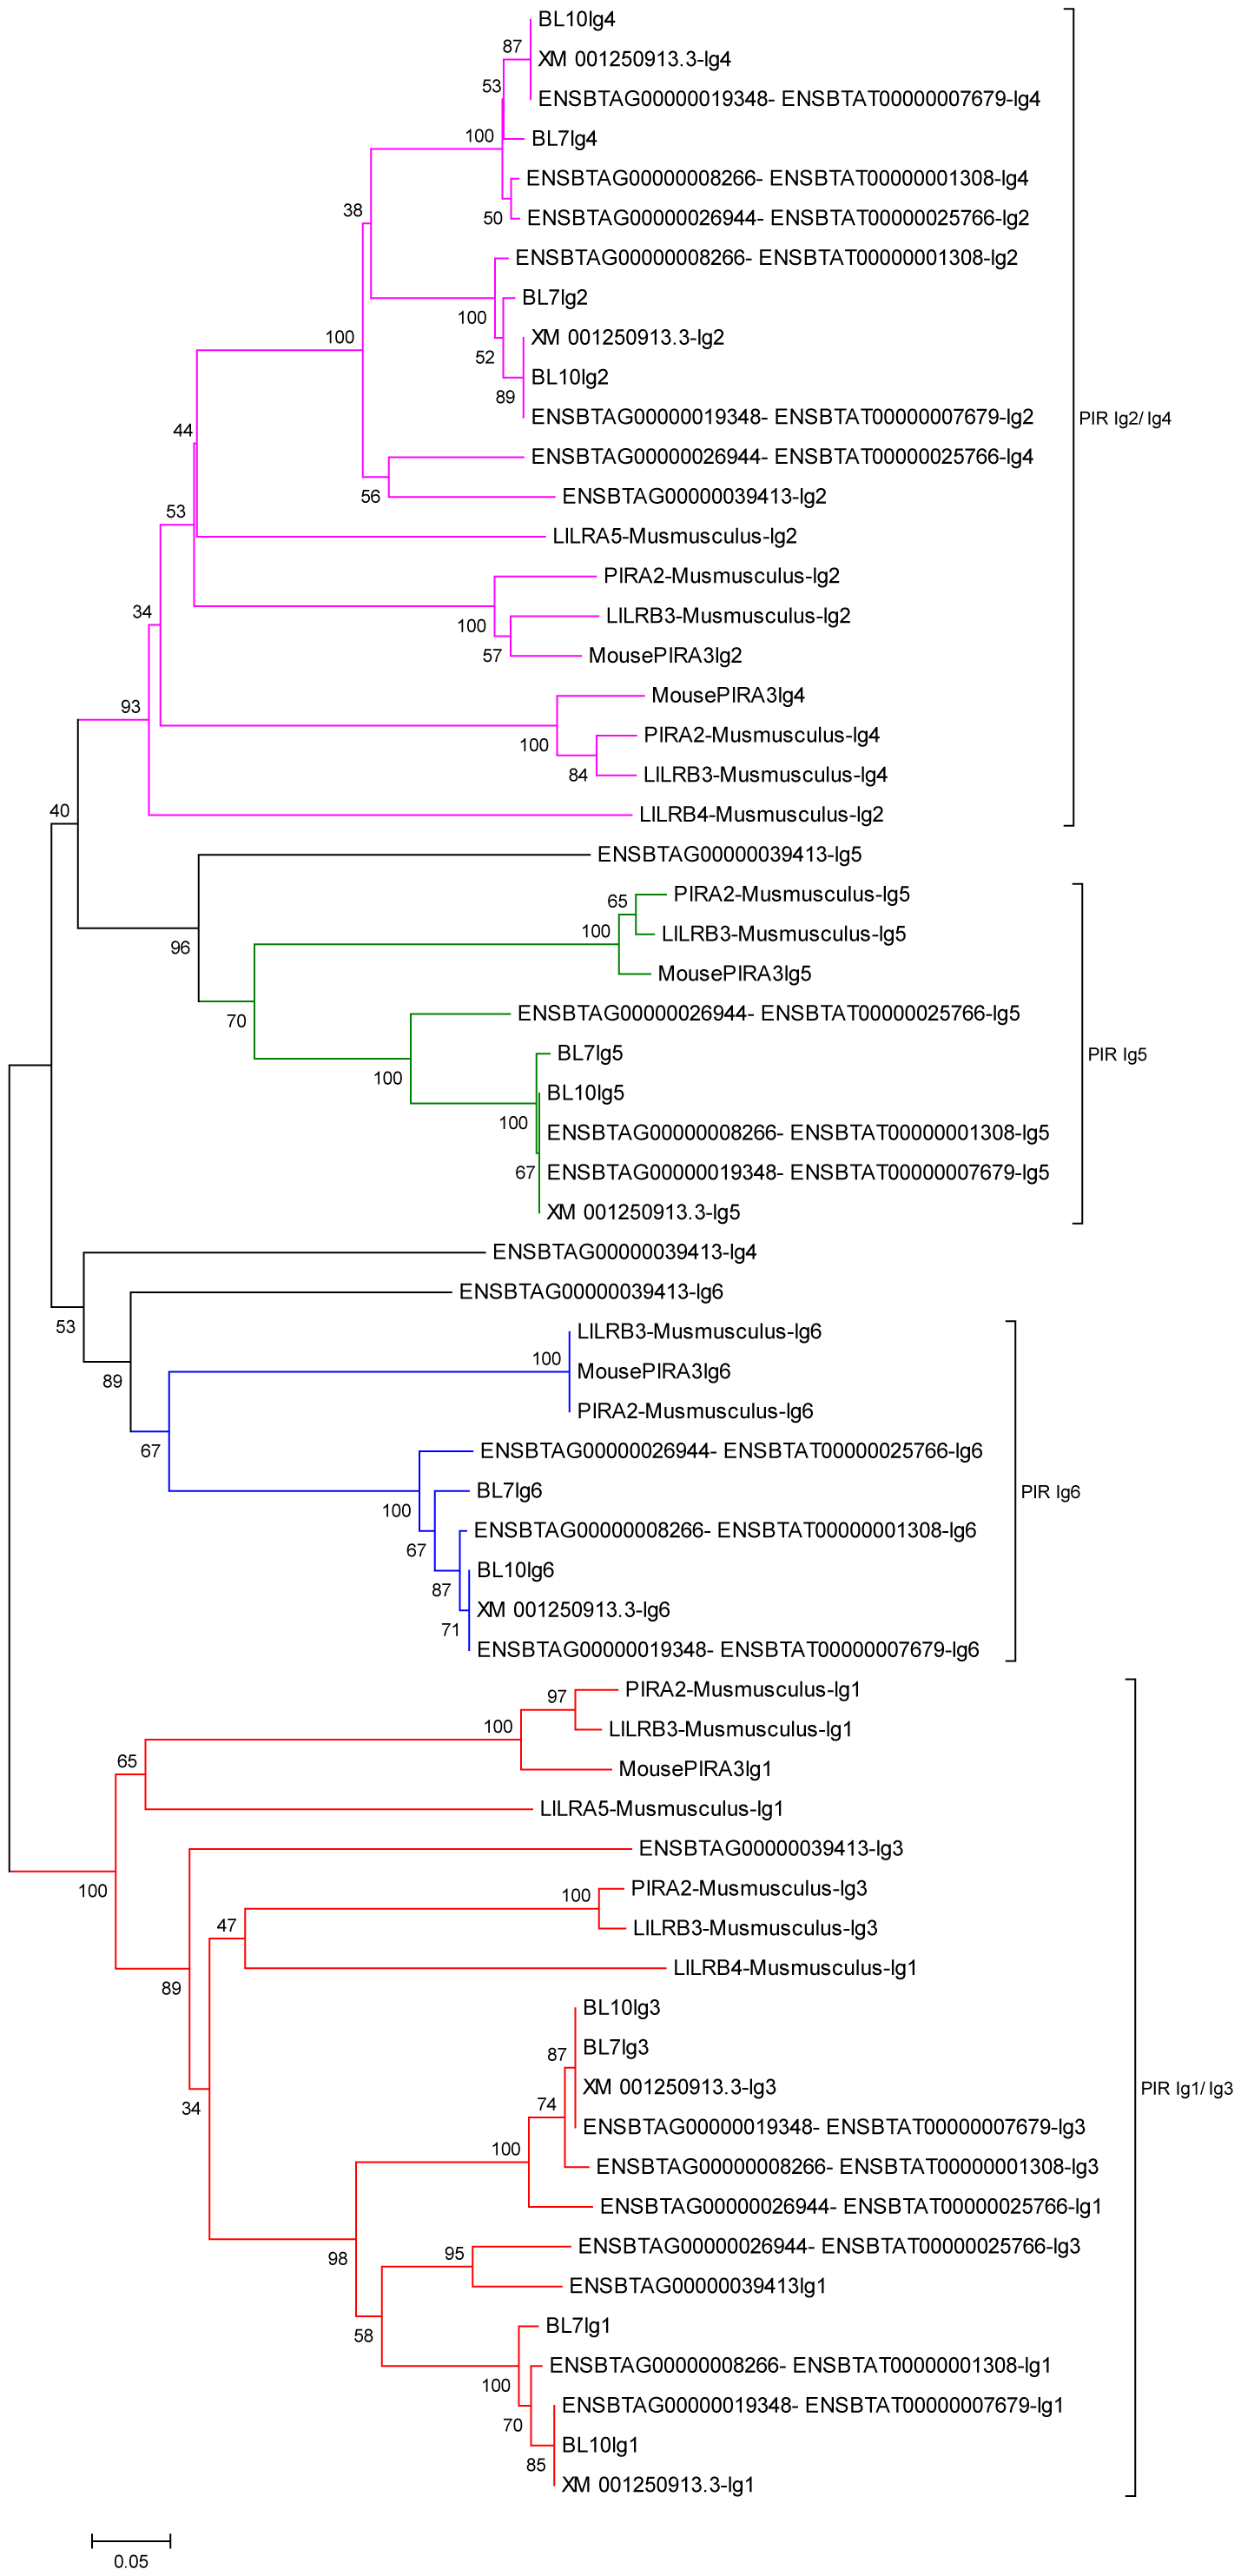 BL10Ig4
87
XM 001250913.3-Ig4
53
ENSBTAG00000019348- ENSBTAT00000007679-Ig4
100
BL7Ig4
ENSBTAG00000008266- ENSBTAT00000001308-Ig4
38
50
ENSBTAG00000026944- ENSBTAT00000025766-Ig2
ENSBTAG00000008266- ENSBTAT00000001308-Ig2
BL7Ig2
100
100
XM 001250913.3-Ig2
52
BL10Ig2
89
ENSBTAG00000019348- ENSBTAT00000007679-Ig2
PIR Ig2/ Ig4
44
ENSBTAG00000026944- ENSBTAT00000025766-Ig4
56
ENSBTAG00000039413-Ig2
53
LILRA5-Musmusculus-Ig2
PIRA2-Musmusculus-Ig2
34
LILRB3-Musmusculus-Ig2
100
57
MousePIRA3Ig2
MousePIRA3Ig4
93
PIRA2-Musmusculus-Ig4
100
84
LILRB3-Musmusculus-Ig4
40
LILRB4-Musmusculus-Ig2
ENSBTAG00000039413-Ig5
PIRA2-Musmusculus-Ig5
65
LILRB3-Musmusculus-Ig5
100
96
MousePIRA3Ig5
70
ENSBTAG00000026944- ENSBTAT00000025766-Ig5
BL7Ig5
PIR Ig5
100
BL10Ig5
100
ENSBTAG00000008266- ENSBTAT00000001308-Ig5
67
ENSBTAG00000019348- ENSBTAT00000007679-Ig5
XM 001250913.3-Ig5
ENSBTAG00000039413-Ig4
ENSBTAG00000039413-Ig6
53
LILRB3-Musmusculus-Ig6
100
MousePIRA3Ig6
89
PIRA2-Musmusculus-Ig6
67
ENSBTAG00000026944- ENSBTAT00000025766-Ig6
BL7Ig6
PIR Ig6
100
ENSBTAG00000008266- ENSBTAT00000001308-Ig6
67
BL10Ig6
87
XM 001250913.3-Ig6
71
ENSBTAG00000019348- ENSBTAT00000007679-Ig6
PIRA2-Musmusculus-Ig1
97
LILRB3-Musmusculus-Ig1
100
65
MousePIRA3Ig1
LILRA5-Musmusculus-Ig1
ENSBTAG00000039413-Ig3
100
PIRA2-Musmusculus-Ig3
100
47
LILRB3-Musmusculus-Ig3
LILRB4-Musmusculus-Ig1
89
BL10Ig3
BL7Ig3
87
XM 001250913.3-Ig3
PIR Ig1/ Ig3
34
74
ENSBTAG00000019348- ENSBTAT00000007679-Ig3
100
ENSBTAG00000008266- ENSBTAT00000001308-Ig3
ENSBTAG00000026944- ENSBTAT00000025766-Ig1
98
95
ENSBTAG00000026944- ENSBTAT00000025766-Ig3
ENSBTAG00000039413Ig1
58
BL7Ig1
ENSBTAG00000008266- ENSBTAT00000001308-Ig1
100
ENSBTAG00000019348- ENSBTAT00000007679-Ig1
70
BL10Ig1
85
XM 001250913.3-Ig1
0.05